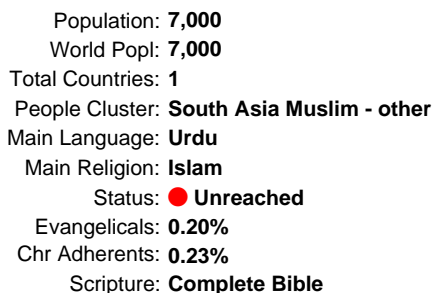 Population: 7,000
World Popl: 7,000
Total Countries: 1
People Cluster: South Asia Muslim - other
Main Language: Urdu
Main Religion: Islam
Status: Unreached
Evangelicals: 0.20%
Chr Adherents: 0.23%
Scripture: Complete Bible